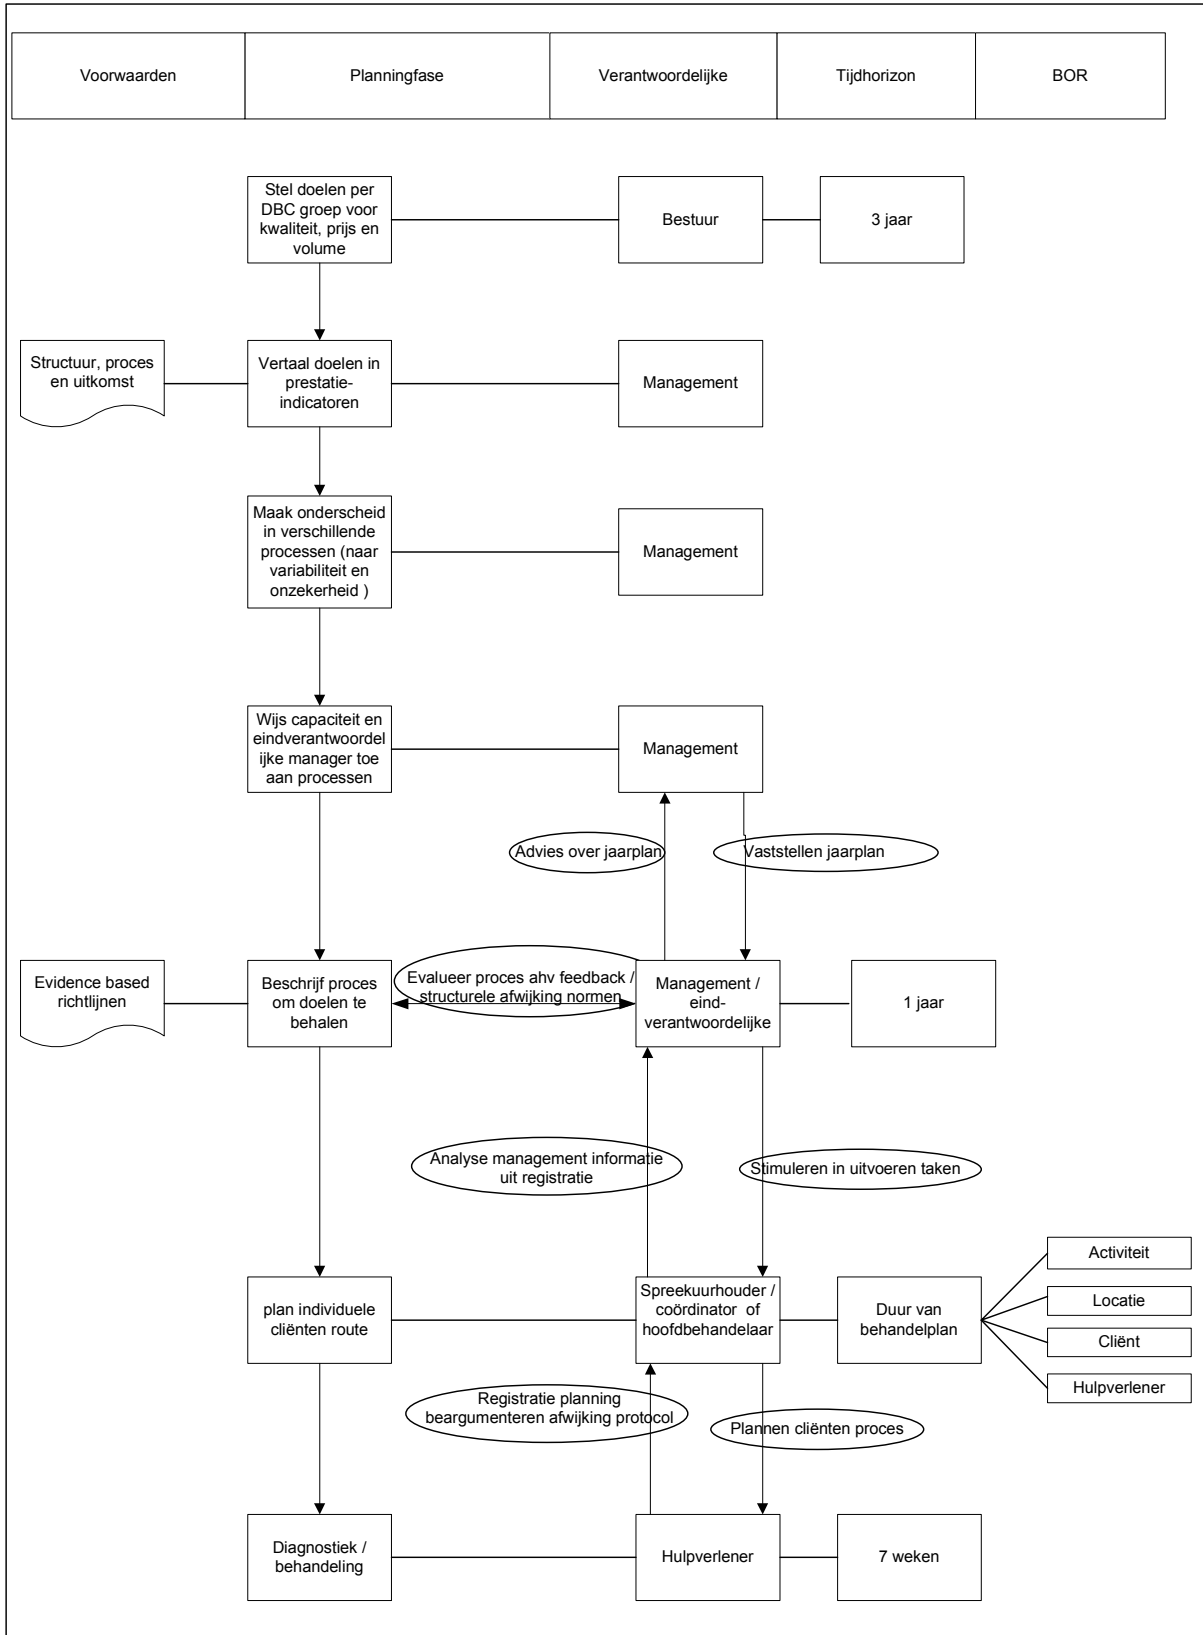 Voorwaarden
Planningfase
Verantwoordelijke
Tijdhorizon
BOR
Stel doelen per
DBC groep voor
kwaliteit, prijs en
volume
Bestuur
3 jaar
Structuur, proces
en uitkomst
Vertaal doelen in
prestatie-
indicatoren
Management
Maak onderscheid
in verschillende
processen (naar
variabiliteit en
onzekerheid )
Management
Wijs capaciteit en
eindverantwoordel
ijke manager toe
aan processen
Management
Advies over jaarplan
Vaststellen jaarplan
Evidence based
richtlijnen
Beschrijf proces
om doelen te
behalen
Evalueer proces ahv feedback /
structurele afwijking normen
Management /
eind-
verantwoordelijke
1 jaar
Analyse management informatie
uit registratie
Stimuleren in uitvoeren taken
plan individuele
cliënten route
Spreekuurhouder /
coördinator of
hoofdbehandelaar
Duur van
behandelplan
Activiteit
Locatie
Cliënt
Hulpverlener
Registratie planning
beargumenteren afwijking protocol
Plannen cliënten proces
Diagnostiek /
behandeling
Hulpverlener
7 weken